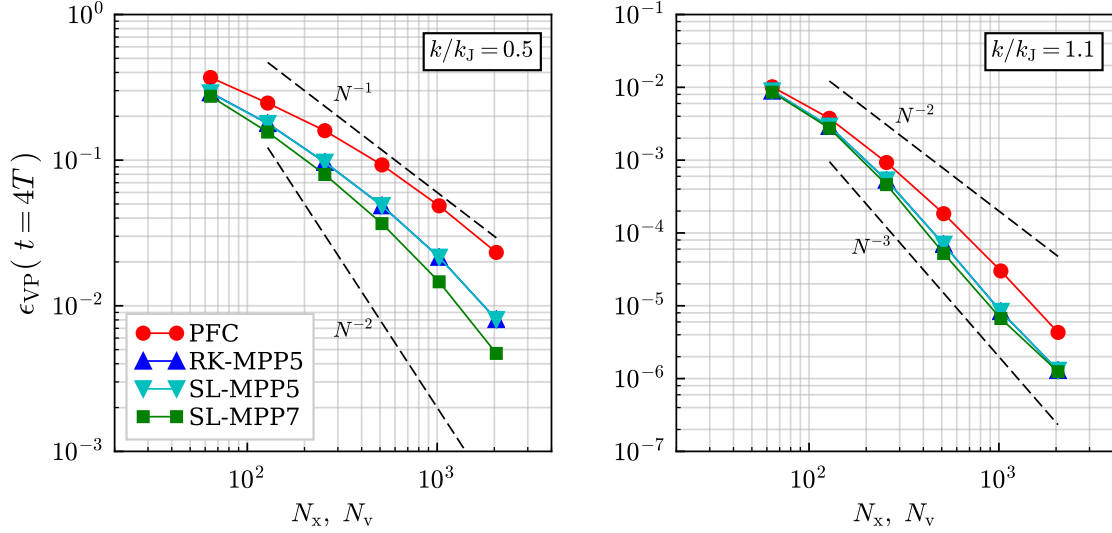 ϵ_VP( t = 4T )
10^0
10^−1
10^−2
10^−3
k/k_J = 0.5
N^−1
N^−2
PFC
RK-MPP5
SL-MPP5
SL-MPP7
10^2
10^3
N_x, N_v
10^−1
10^−2
10^−3
10^−4
10^−5
10^−6
10^−7
k/k_J = 1.1
N^−2
N^−3
10^2
10^3
N_x, N_v